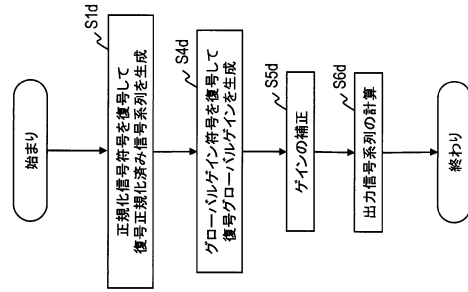 始まり
S1d
正規化信号符号を復号して
復号正規化済み信号系列を生成
S4d
グローバルゲイン符号を復号して
復号グローバルゲインを生成
S5d
ゲインの補正
S6d
出力信号系列の計算
終わり